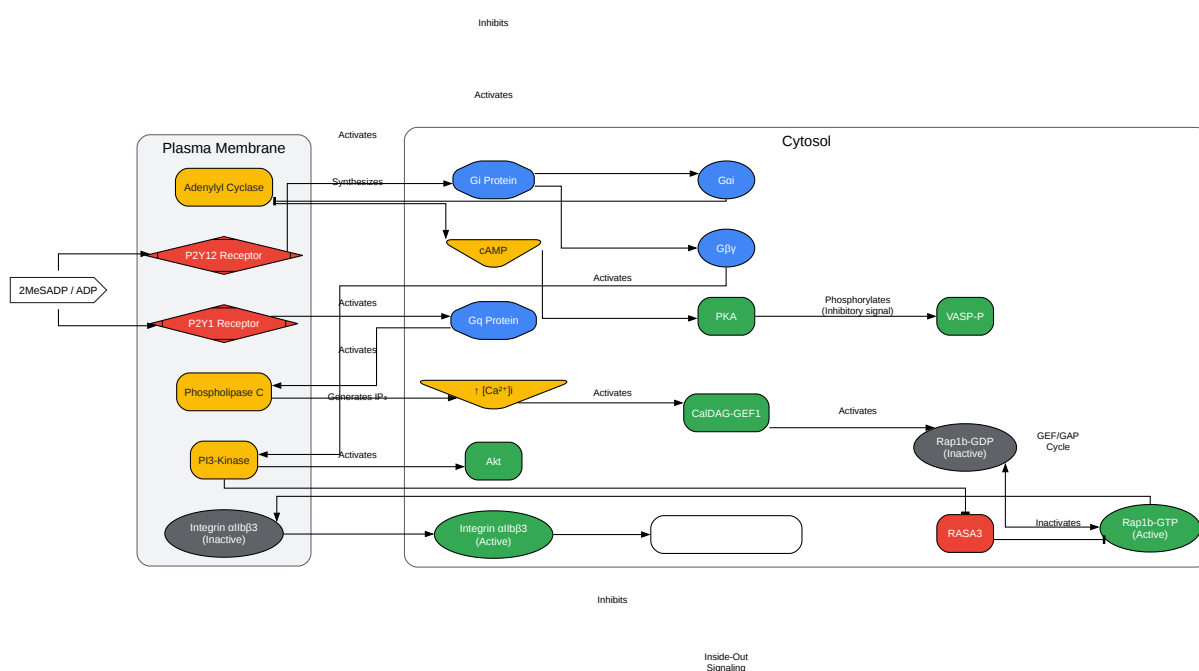 Inhibits
Activates
Activates
Plasma Membrane
Cytosol
Adenylyl Cyclase
Synthesizes
Gi Protein
Gαi
P2Y12 Receptor
cAMP
Gβγ
2MeSADP / ADP
Activates
Activates
P2Y1 Receptor
Gq Protein
PKA
Phosphorylates
(Inhibitory signal)
VASP-P
Activates
Phospholipase C
Generates IP₃
↑ [Ca²⁺]i
Activates
CalDAG-GEF1
Activates
Rap1b-GDP
(Inactive)
GEF/GAP
Cycle
PI3-Kinase
Activates
Akt
Integrin αIIbβ3
(Inactive)
Integrin αIIbβ3
(Active)
RASA3
Inactivates
Rap1b-GTP
(Active)
Inhibits
Inside-Out
Signaling